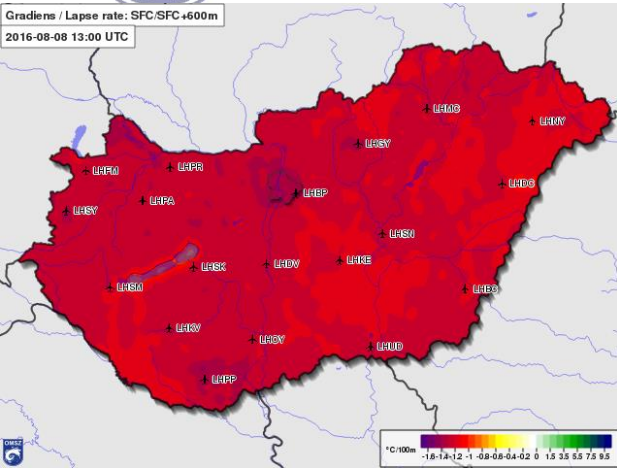 Gradiens / Lapse rate: SFC/SFC+600m
2016-08-08 13:00 UTC
LHMC
LHNY
LHGY
LHFM
LHPR
LHDC
LHBP
LHPA
LHSY
LHSN
LHSK
LHDV
LHKE
LHSM
LHBC
LHKV
LHOY
LHUD
LHPP
OMSZ
°C/100m
-1.6 -1.4 -1.2 -1 -0.8 -0.6 -0.4 -0.2 0 1.5 3.5 5.5 7.5 9.5